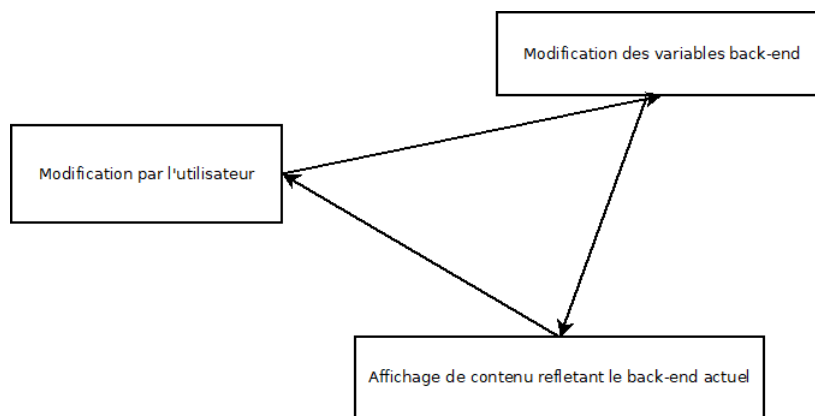 Modification des variables back-end
Modification par l'utilisateur
Affichage de contenu refletant le back-end actuel